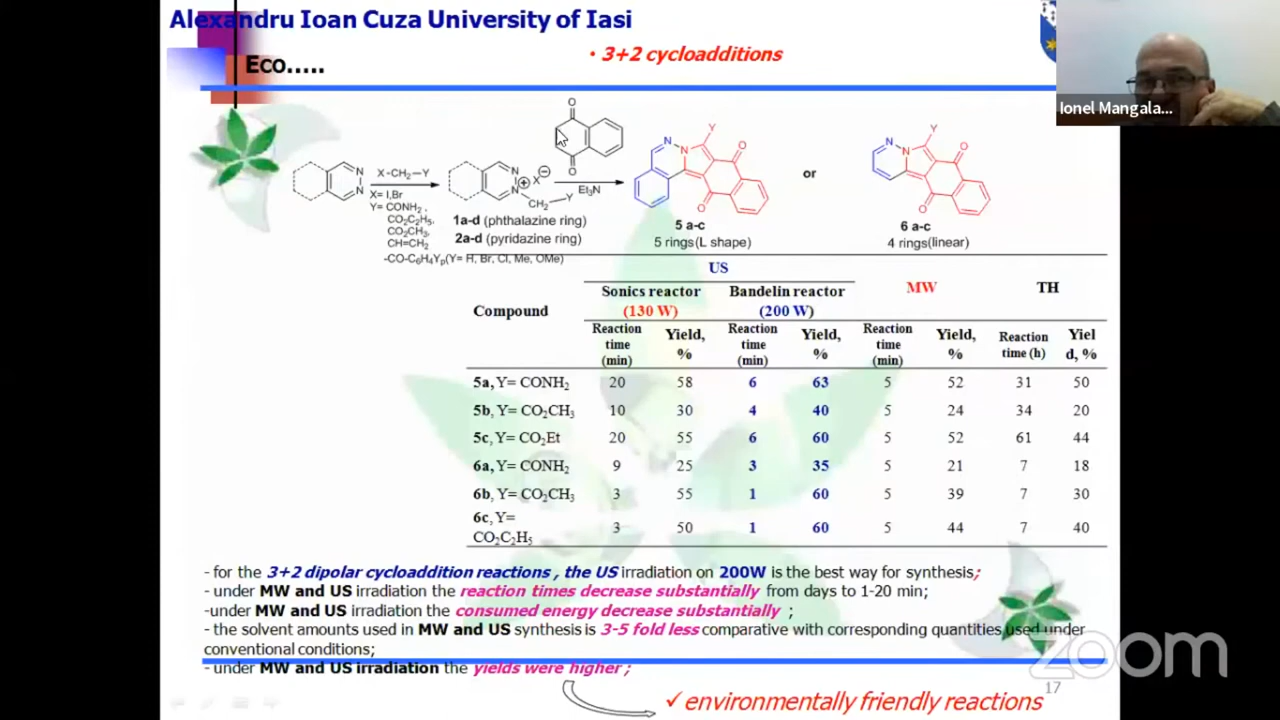 Alexandru Ioan Cuza University of Iasi
• 3+2 cycloadditions
Eco.....
Ionel Mangala...
X-CH₂-Y
X= I,Br
Y= CONH₂ ,
CO₂C₂H₅,
CO₂CH₃,
CH=CH₂
-CO-C₆H₄Yₚ(Y= H, Br, Cl, Me, OMe)
N
N
N
N
+
X
−
CH₂
Y
1a-d (phthalazine ring)
2a-d (pyridazine ring)
O
O
Et₃N
N
N
Y
O
O
5 a-c
5 rings(L shape)
or
N
N
Y
O
O
6 a-c
4 rings(linear)
US
MW
TH
Compound
Sonics reactor
(130 W)
Bandelin reactor
(200 W)
Reaction time (min) Yield, % Reaction time (min) Yield, % Reaction time (min) Yield, % Reaction time (h) Yiel d, %
5a, Y= CONH₂ 20 58 6 63 5 52 31 50
5b, Y= CO₂CH₃ 10 30 4 40 5 24 34 20
5c, Y= CO₂Et 20 55 6 60 5 52 61 44
6a, Y= CONH₂ 9 25 3 35 5 21 7 18
6b, Y= CO₂CH₃ 3 55 1 60 5 39 7 30
6c, Y=
CO₂C₂H₅ 3 50 1 60 5 44 7 40
- for the 3+2 dipolar cycloaddition reactions , the US irradiation on 200W is the best way for synthesis;
- under MW and US irradiation the reaction times decrease substantially from days to 1-20 min;
-under MW and US irradiation the consumed energy decrease substantially ;
- the solvent amounts used in MW and US synthesis is 3-5 fold less comparative with corresponding quantities used under
conventional conditions;
- under MW and US irradiation the yields were higher ;
✓ environmentally friendly reactions
17
zoom